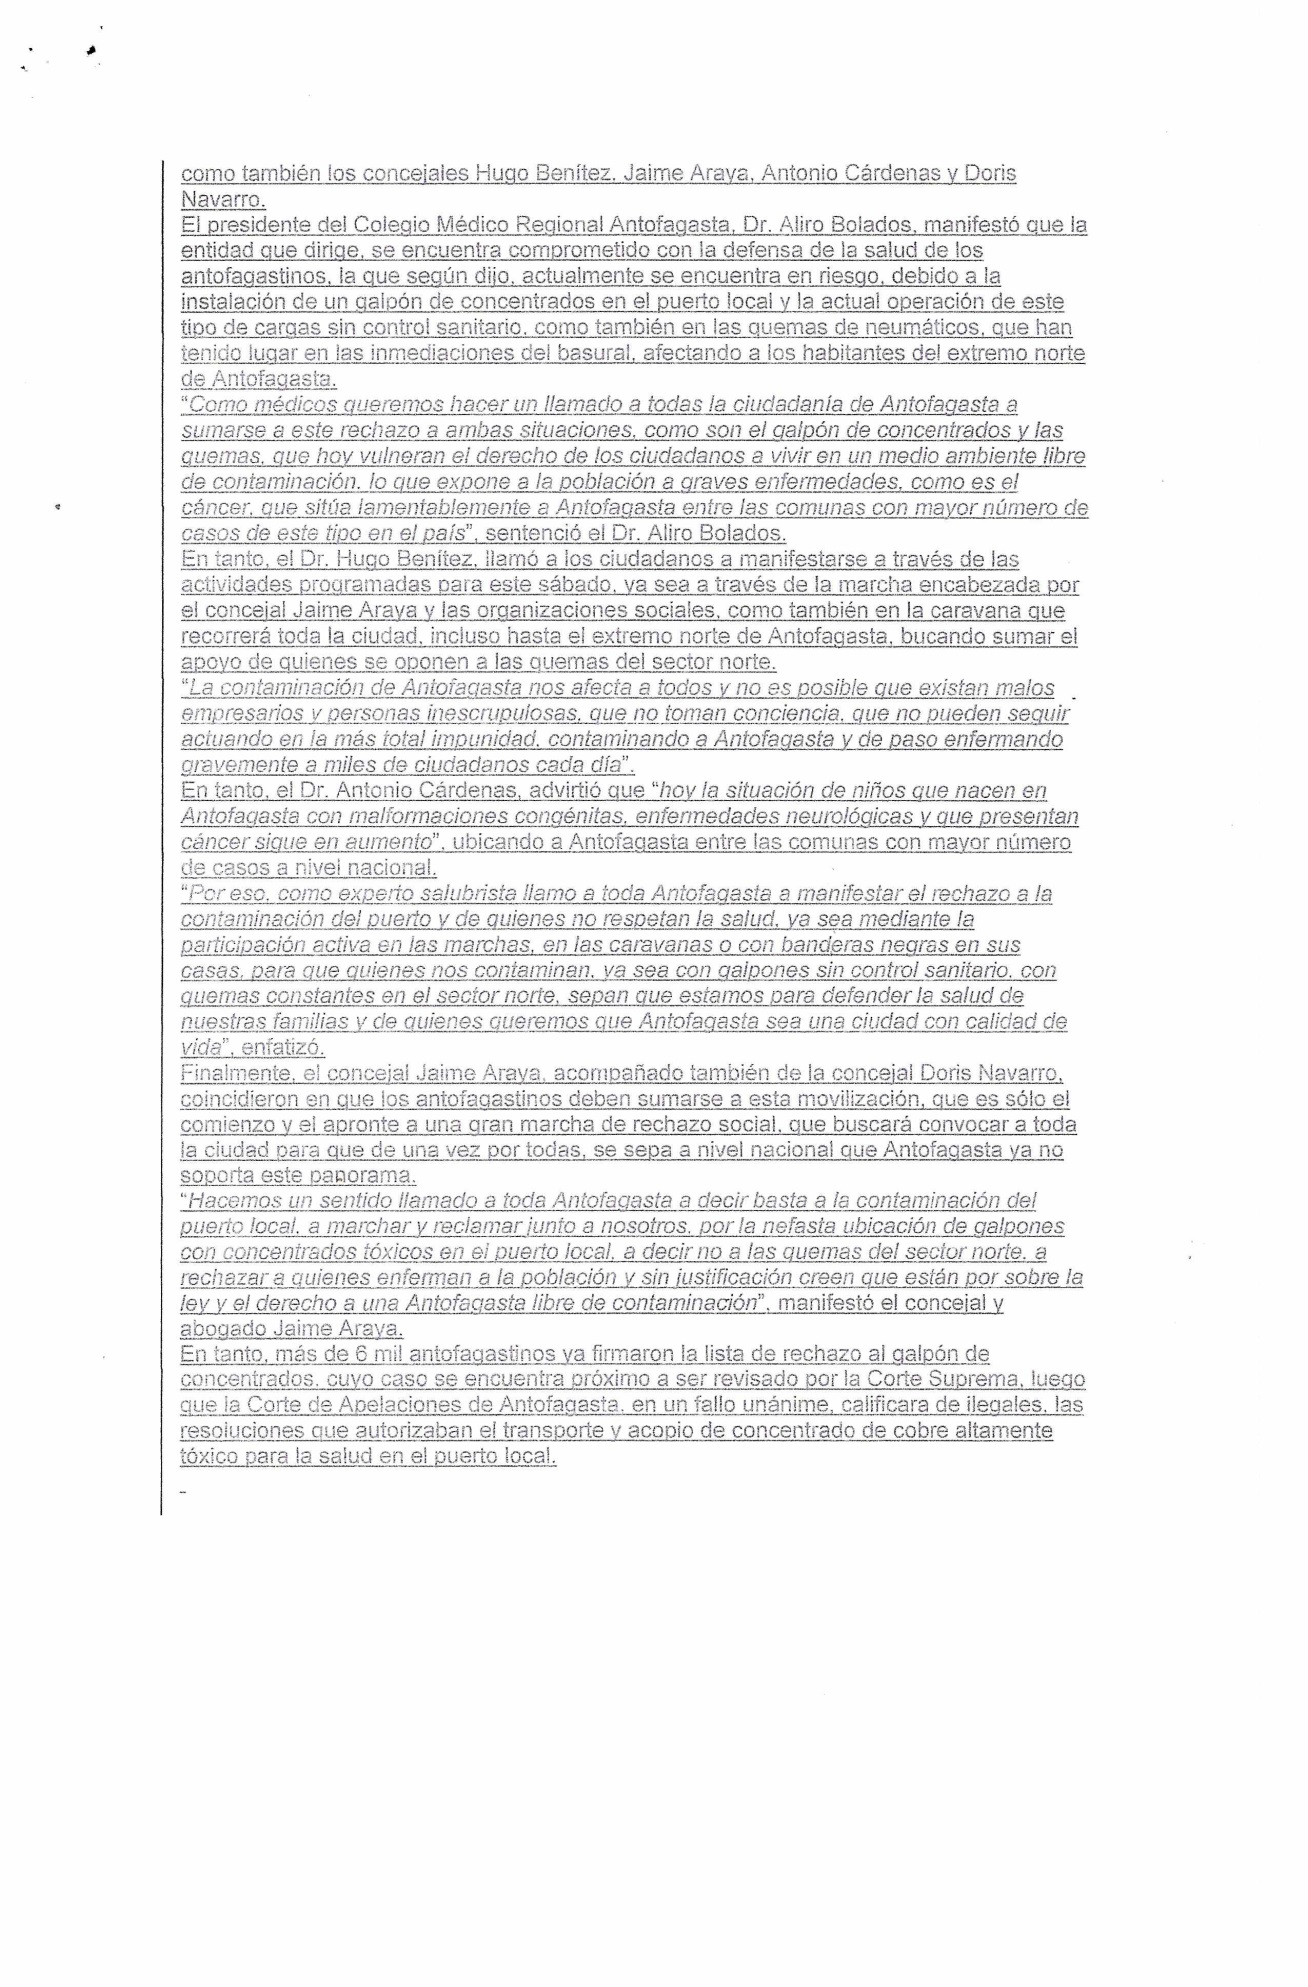 como también los concejales Hugo Benítez, Jaime Araya, Antonio Cárdenas y Doris
Navarro.
El presidente del Colegio Médico Regional Antofagasta, Dr. Aliro Bolados, manifestó que la
entidad que dirige, se encuentra comprometido con la defensa de la salud de los
antofagastinos, la que según dijo, actualmente se encuentra en riesgo, debido a la
instalación de un galpón de concentrados en el puerto local y la actual operación de este
tipo de cargas sin control sanitario, como también en las quemas de neumáticos, que han
tenido lugar en las inmediaciones del basural, afectando a los habitantes del extremo norte
de Antofagasta.
"Como médicos queremos hacer un llamado a todas la ciudadanía de Antofagasta a
sumarse a este rechazo a ambas situaciones, como son el galpón de concentrados y las
quemas, que hoy vulneran el derecho de los ciudadanos a vivir en un medio ambiente libre
de contaminación, lo que expone a la población a graves enfermedades, como es el
cáncer, que sitúa lamentablemente a Antofagasta entre las comunas con mayor número de
casos de este tipo en el país", sentenció el Dr. Aliro Bolados.
En tanto, el Dr. Hugo Benítez, llamó a los ciudadanos a manifestarse a través de las
actividades programadas para este sábado, ya sea a través de la marcha encabezada por
el concejal Jaime Araya y las organizaciones sociales, como también en la caravana que
recorrerá toda la ciudad, incluso hasta el extremo norte de Antofagasta, bucando sumar el
apoyo de quienes se oponen a las quemas del sector norte.
"La contaminación de Antofagasta nos afecta a todos y no es posible que existan malos
empresarios y personas inescrupulosas, que no toman conciencia, que no pueden seguir
actuando en la más total impunidad, contaminando a Antofagasta y de paso enfermando
gravemente a miles de ciudadanos cada día".
En tanto, el Dr. Antonio Cárdenas, advirtió que "hoy la situación de niños que nacen en
Antofagasta con malformaciones congénitas, enfermedades neurológicas y que presentan
cáncer sigue en aumento", ubicando a Antofagasta entre las comunas con mayor número
de casos a nivel nacional.
"Por eso, como experto salubrista llamo a toda Antofagasta a manifestar el rechazo a la
contaminación del puerto y de quienes no respetan la salud, ya sea mediante la
participación activa en las marchas, en las caravanas o con banderas negras en sus
casas, para que quienes nos contaminan, ya sea con galpones sin control sanitario, con
quemas constantes en el sector norte, sepan que estamos para defender la salud de
nuestras familias y de quienes queremos que Antofagasta sea una ciudad con calidad de
vida", enfatizó.
Finalmente, el concejal Jaime Araya, acompañado también de la concejal Doris Navarro,
coincidieron en que los antofagastinos deben sumarse a esta movilización, que es sólo el
comienzo y el apronte a una gran marcha de rechazo social, que buscará convocar a toda
la ciudad para que de una vez por todas, se sepa a nivel nacional que Antofagasta ya no
soporta este panorama.
"Hacemos un sentido llamado a toda Antofagasta a decir basta a la contaminación del
puerto local, a marchar y reclamar junto a nosotros, por la nefasta ubicación de galpones
con concentrados tóxicos en el puerto local, a decir no a las quemas del sector norte, a
rechazar a quienes enferman a la población y sin justificación creen que están por sobre la
ley y el derecho a una Antofagasta libre de contaminación", manifestó el concejal y
abogado Jaime Araya.
En tanto, más de 6 mil antofagastinos ya firmaron la lista de rechazo al galpón de
concentrados, cuyo caso se encuentra próximo a ser revisado por la Corte Suprema, luego
que la Corte de Apelaciones de Antofagasta, en un fallo unánime, calificara de ilegales, las
resoluciones que autorizaban el transporte y acopio de concentrado de cobre altamente
tóxico para la salud en el puerto local.